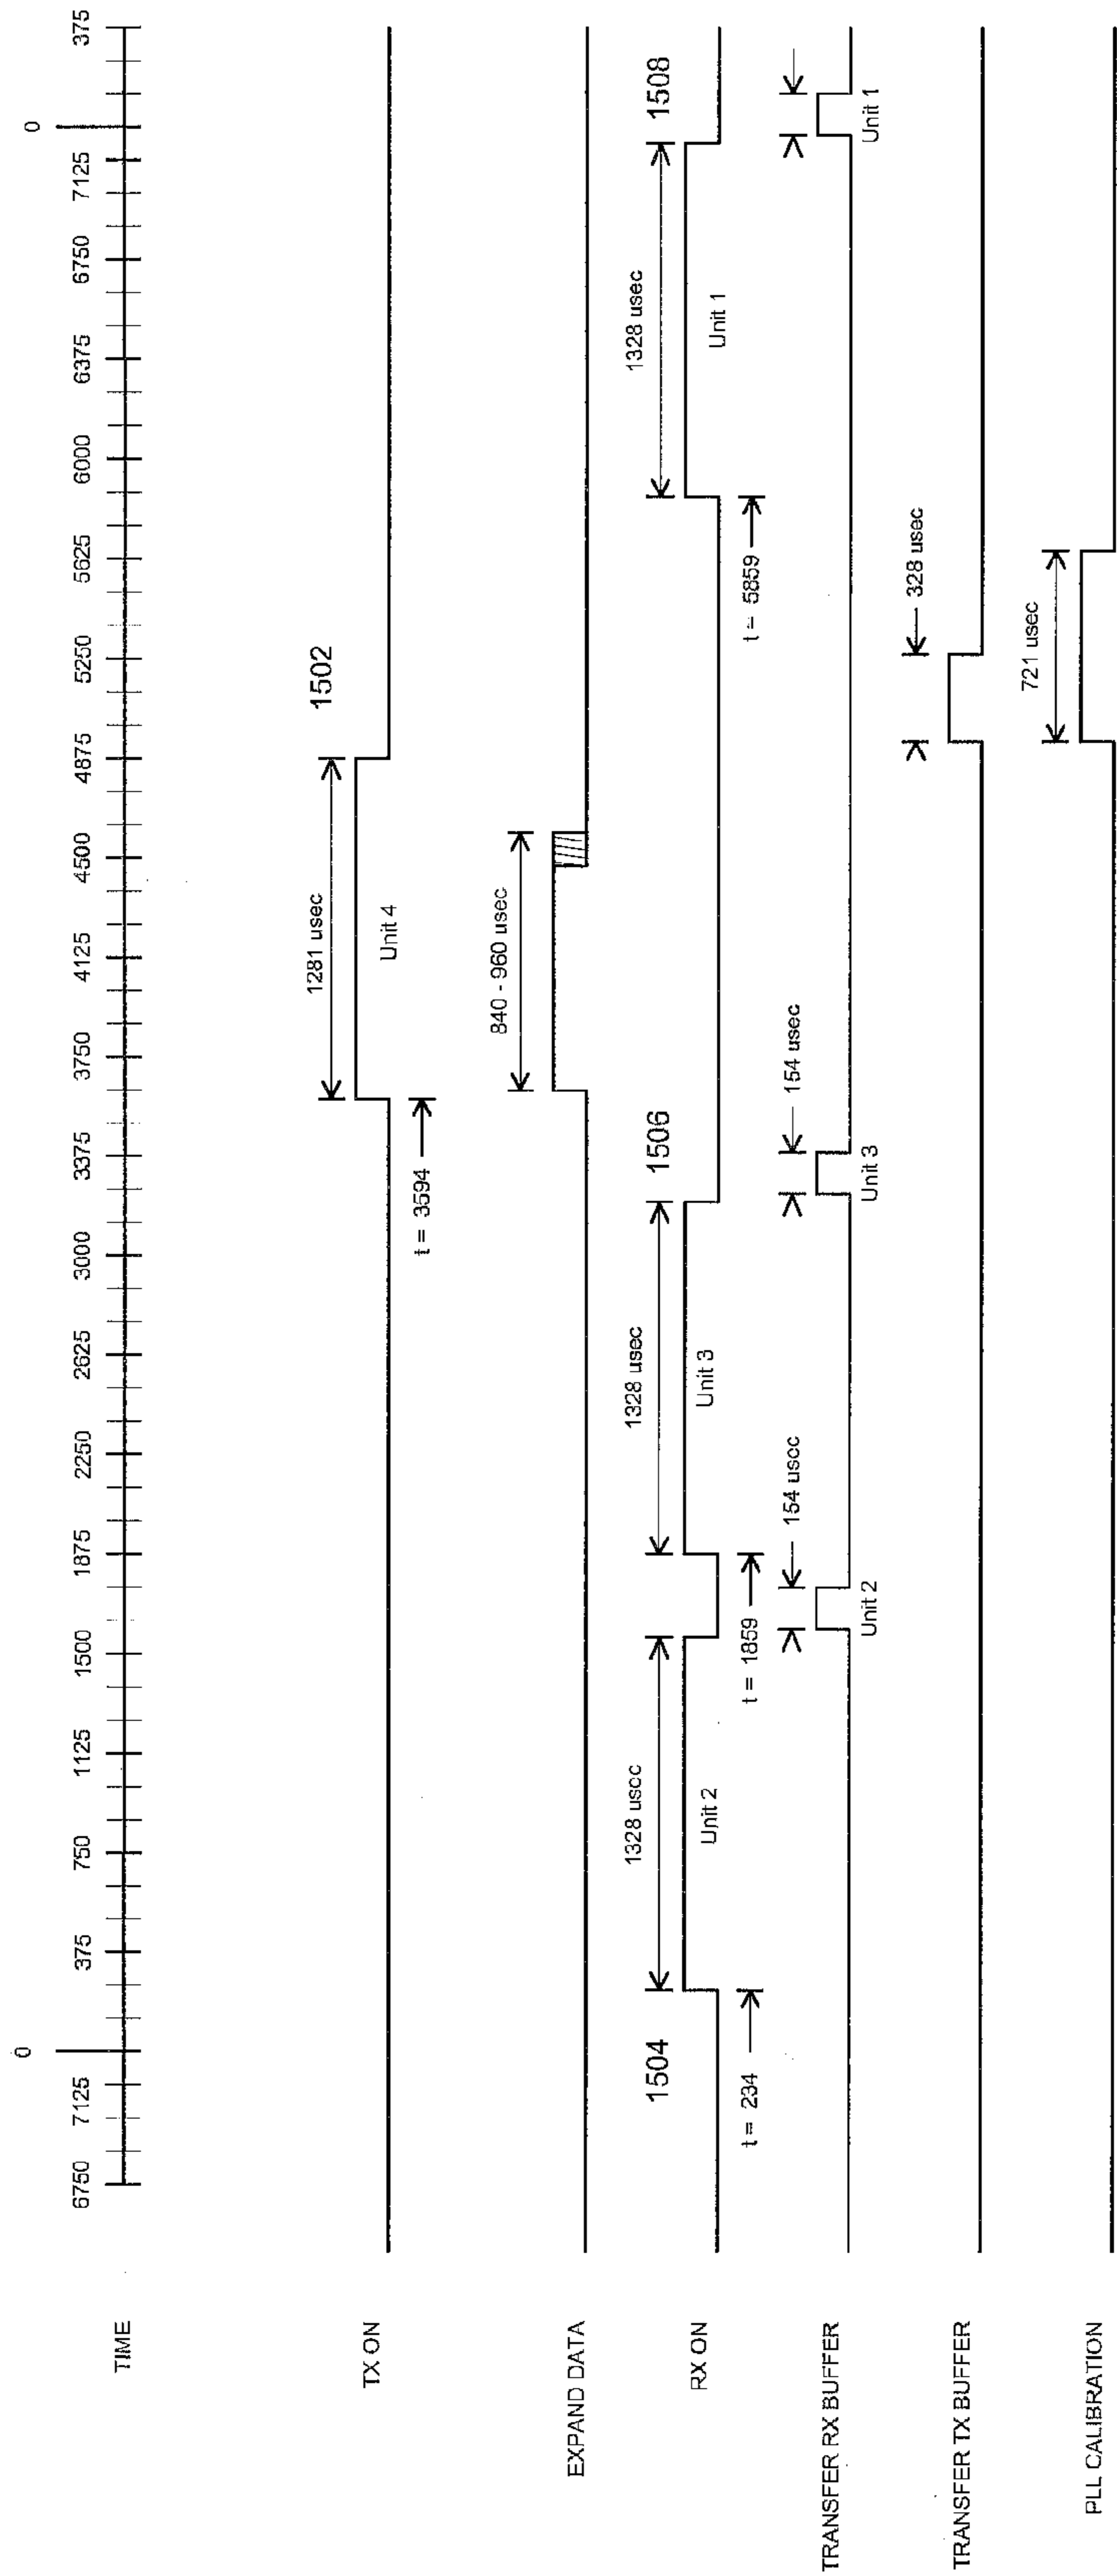 0 0
TIME 6750 7125 375 750 1125 1500 1875 2250 2625 3000 3375 3750 4125 4500 4875 5250 5625 6000 6375 6750 7125 375
TX ON
1281 usec
1502
Unit 4
t = 3594
EXPAND DATA
840 - 960 usec
RX ON
1504
1328 uscc
1328 usec
1506
1328 usec
1508
Unit 2
Unit 3
Unit 1
t = 234
t = 1859
t = 5859
TRANSFER RX BUFFER
154 uscc
154 usec
Unit 2
Unit 3
Unit 1
TRANSFER TX BUFFER
328 usec
PLL CALIBRATION
721 usec